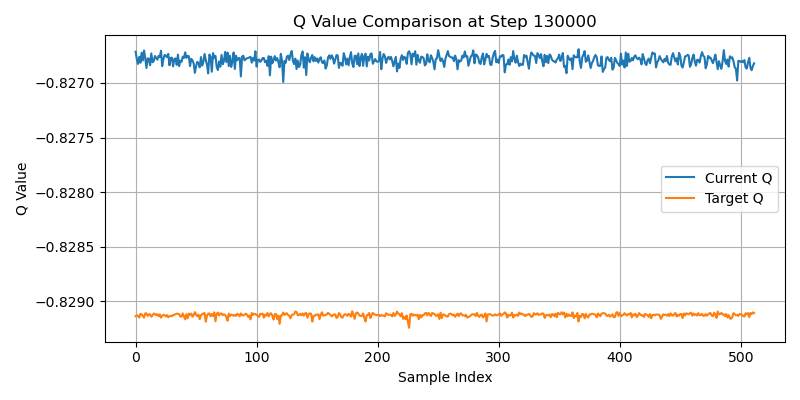 Q Value Comparison at Step 130000
−0.8270
−0.8275
−0.8280
−0.8285
−0.8290
Q Value
Current Q
Target Q
0
100
200
300
400
500
Sample Index